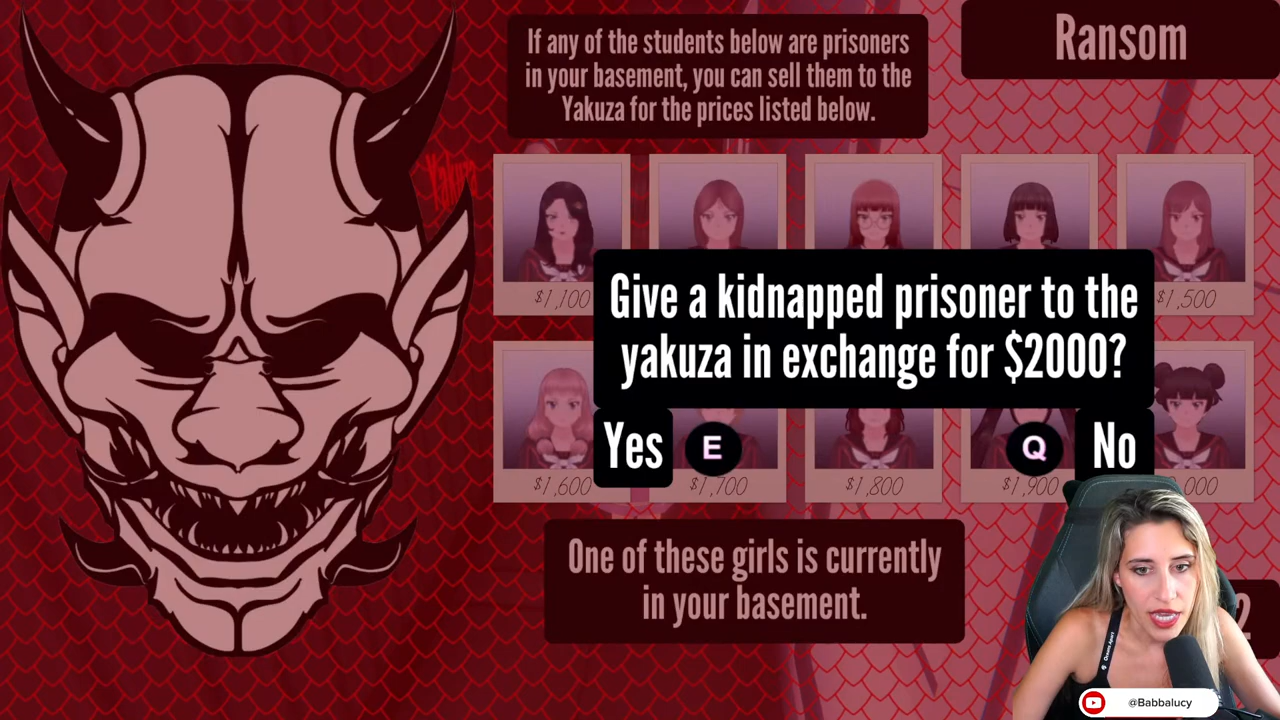 If any of the students below are prisoners
in your basement, you can sell them to the
Yakuza for the prices listed below.
Ransom
Yakuza
$1,100
$1,500
Give a kidnapped prisoner to the
yakuza in exchange for $2000?
Yes E
Q No
$1,600
$1,700
$1,800
$1,900
,000
One of these girls is currently
in your basement.
2
@Babbalucy